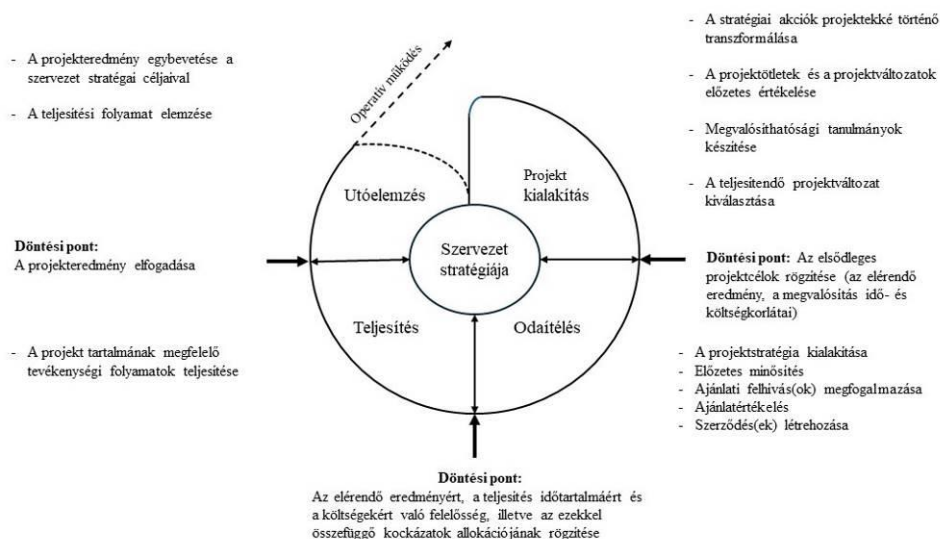 - A projekteredmény egybevetése a
szervezet stratégai céljaival
- A teljesítési folyamat elemzése
Operatív működés
- A stratégiai akciók projektekké történő
transzformálása
- A projektötletek és a projektváltozatok
előzetes értékelése
- Megvalósíthatósági tanulmányok
készítése
- A teljesítendő projektváltozat
kiválasztása
Utóelemzés
Projekt
kialakítás
Szervezet
stratégiája
Teljesítés
Odaítélés
Döntési pont:
A projekteredmény elfogadása
Döntési pont: Az elsődleges
projektcélok rögzítése (az elérendő
eredmény, a megvalósítás idő- és
költségkorlátai)
- A projekt tartalmának megfelelő
tevékenységi folyamatok teljesítése
- A projektstratégia kialakítása
- Előzetes minősítés
- Ajánlati felhívás(ok) megfogalmazása
- Ajánlatértékelés
- Szerződés(ek) létrehozása
Döntési pont:
Az elérendő eredményért, a teljesítés időtartalmáért és
a költségekért való felelősség, illetve az ezekkel
összefüggő kockázatok allokációjának rögzítése